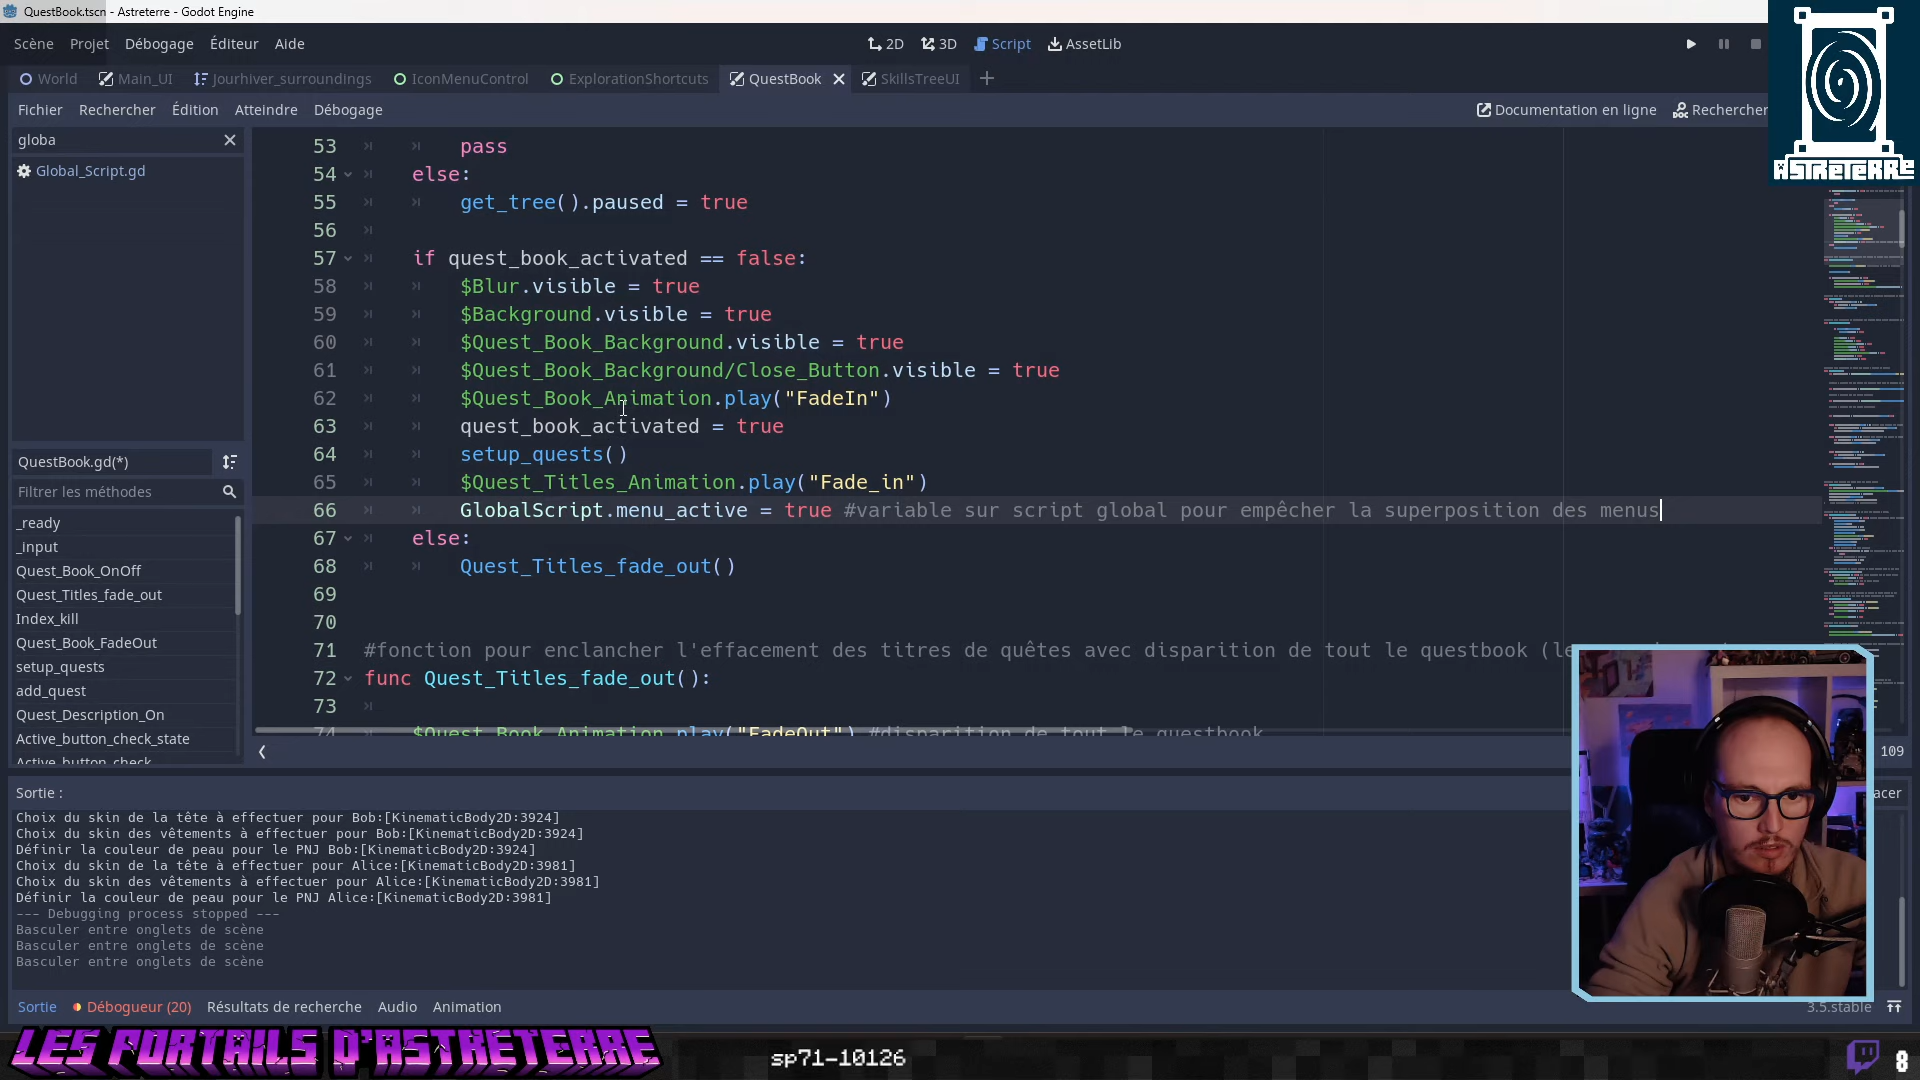 QuestBook.tscn - Astreterre - Godot Engine
Scène Projet Débogage Éditeur Aide
2D 3D Script AssetLib
World Main_UI Jourhiver_surroundings IconMenuControl ExplorationShortcuts QuestBook SkillsTreeUI
Fichier Rechercher Édition Atteindre Débogage
Documentation en ligne Rechercher
ASTRETERRE
globa
Global_Script.gd
QuestBook.gd(*)
Filtrer les méthodes
_ready
_input
Quest_Book_OnOff
Quest_Titles_fade_out
Index_kill
Quest_Book_FadeOut
setup_quests
add_quest
Quest_Description_On
Active_button_check_state
Active_button_check
53 pass
54 else:
55 get_tree().paused = true
56
57 if quest_book_activated == false:
58 $Blur.visible = true
59 $Background.visible = true
60 $Quest_Book_Background.visible = true
61 $Quest_Book_Background/Close_Button.visible = true
62 $Quest_Book_Animation.play("FadeIn")
63 quest_book_activated = true
64 setup_quests()
65 $Quest_Titles_Animation.play("Fade_in")
66 GlobalScript.menu_active = true #variable sur script global pour empêcher la superposition des menus
67 else:
68 Quest_Titles_fade_out()
69
70
71 #fonction pour enclancher l'effacement des titres de quêtes avec disparition de tout le questbook
72 func Quest_Titles_fade_out():
73
74 $Quest_Book_Animation.play("FadeOut") #disparition de tout le questbook
109
Sortie :
Choix du skin de la tête à effectuer pour Bob:[KinematicBody2D:3924]
Choix du skin des vêtements à effectuer pour Bob:[KinematicBody2D:3924]
Définir la couleur de peau pour le PNJ Bob:[KinematicBody2D:3924]
Choix du skin de la tête à effectuer pour Alice:[KinematicBody2D:3981]
Choix du skin des vêtements à effectuer pour Alice:[KinematicBody2D:3981]
Définir la couleur de peau pour le PNJ Alice:[KinematicBody2D:3981]
--- Debugging process stopped ---
Basculer entre onglets de scène
Basculer entre onglets de scène
Basculer entre onglets de scène
Sortie Débogueur (20) Résultats de recherche Audio Animation
3.5.stable
LES PORTAILS D'ASTRETERRE
sp71-10126
8